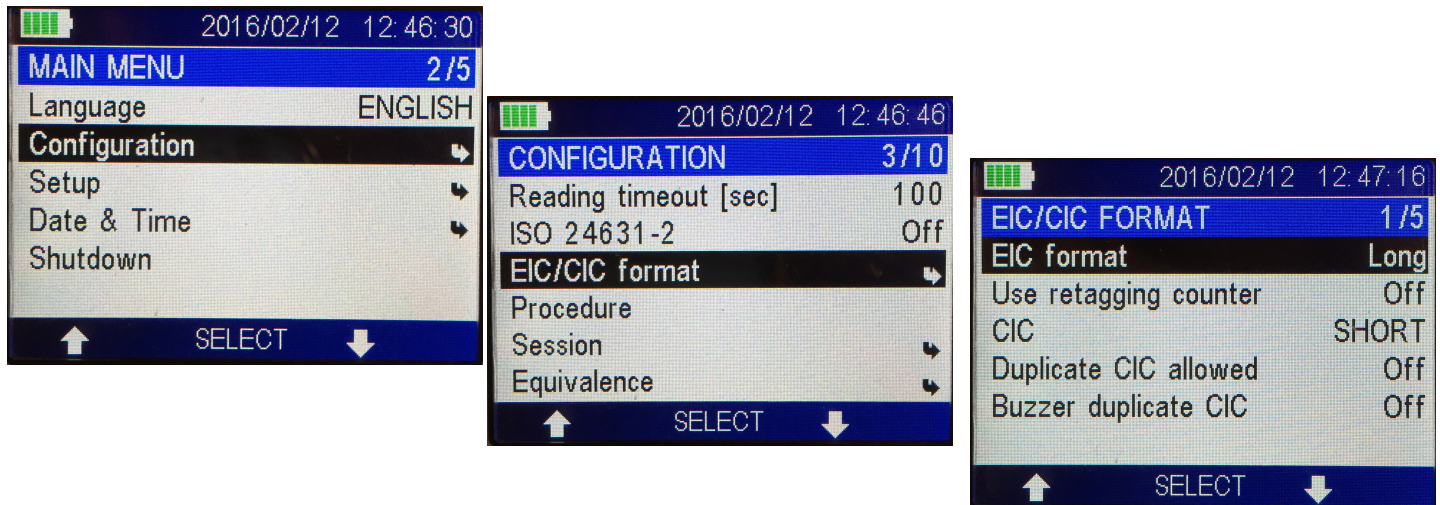 2016/02/12 12:46:30
MAIN MENU 2/5
Language ENGLISH
Configuration
Setup
Date & Time
Shutdown
SELECT
2016/02/12 12:46:46
CONFIGURATION 3/10
Reading timeout [sec] 100
ISO 24631-2 Off
EIC/CIC format
Procedure
Session
Equivalence
SELECT
2016/02/12 12:47:16
EIC/CIC FORMAT 1/5
EIC format Long
Use retagging counter Off
CIC SHORT
Duplicate CIC allowed Off
Buzzer duplicate CIC Off
SELECT